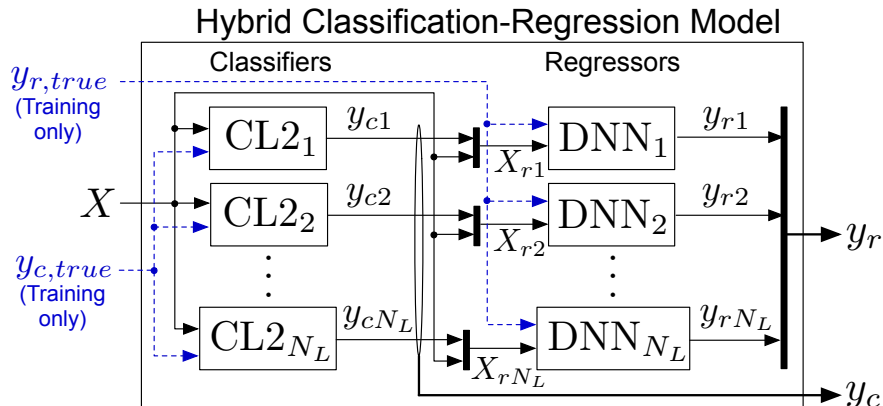 Hybrid Classification-Regression Model
Classifiers
Regressors
y_{r,true}
(Training
only)
CL2_1
y_{c1}
X_{r1}
DNN_1
y_{r1}
X
CL2_2
y_{c2}
X_{r2}
DNN_2
y_{r2}
y_r
y_{c,true}
(Training
only)
CL2_{N_L}
y_{cN_L}
X_{rN_L}
DNN_{N_L}
y_{rN_L}
y_c